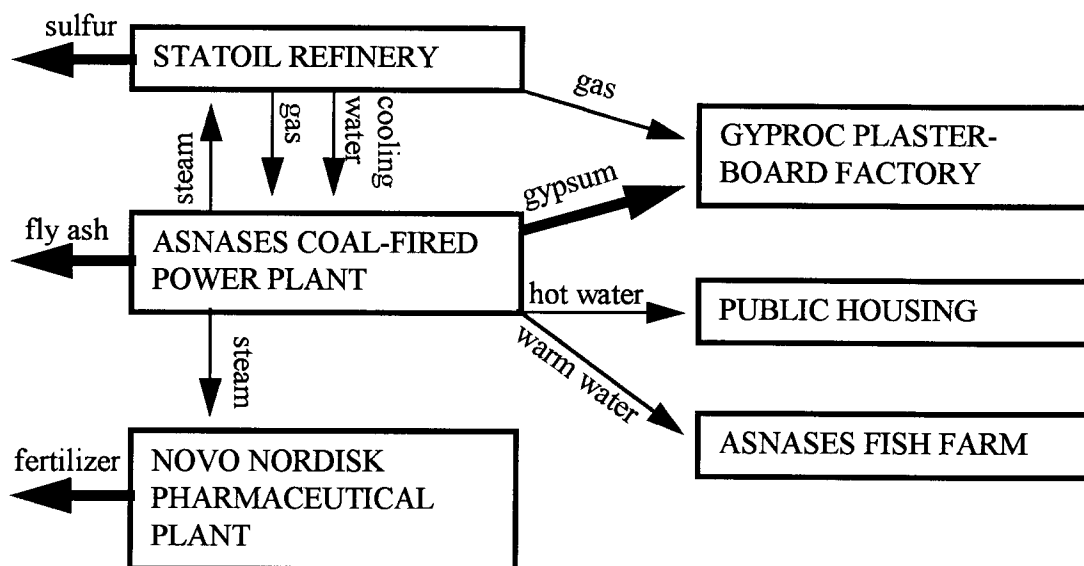 sulfur
STATOIL REFINERY
gas
steam
gas
cooling
water
GYPROC PLASTER-
BOARD FACTORY
gypsum
fly ash
ASNASES COAL-FIRED
POWER PLANT
hot water
PUBLIC HOUSING
warm water
steam
ASNASES FISH FARM
fertilizer
NOVO NORDISK
PHARMACEUTICAL
PLANT